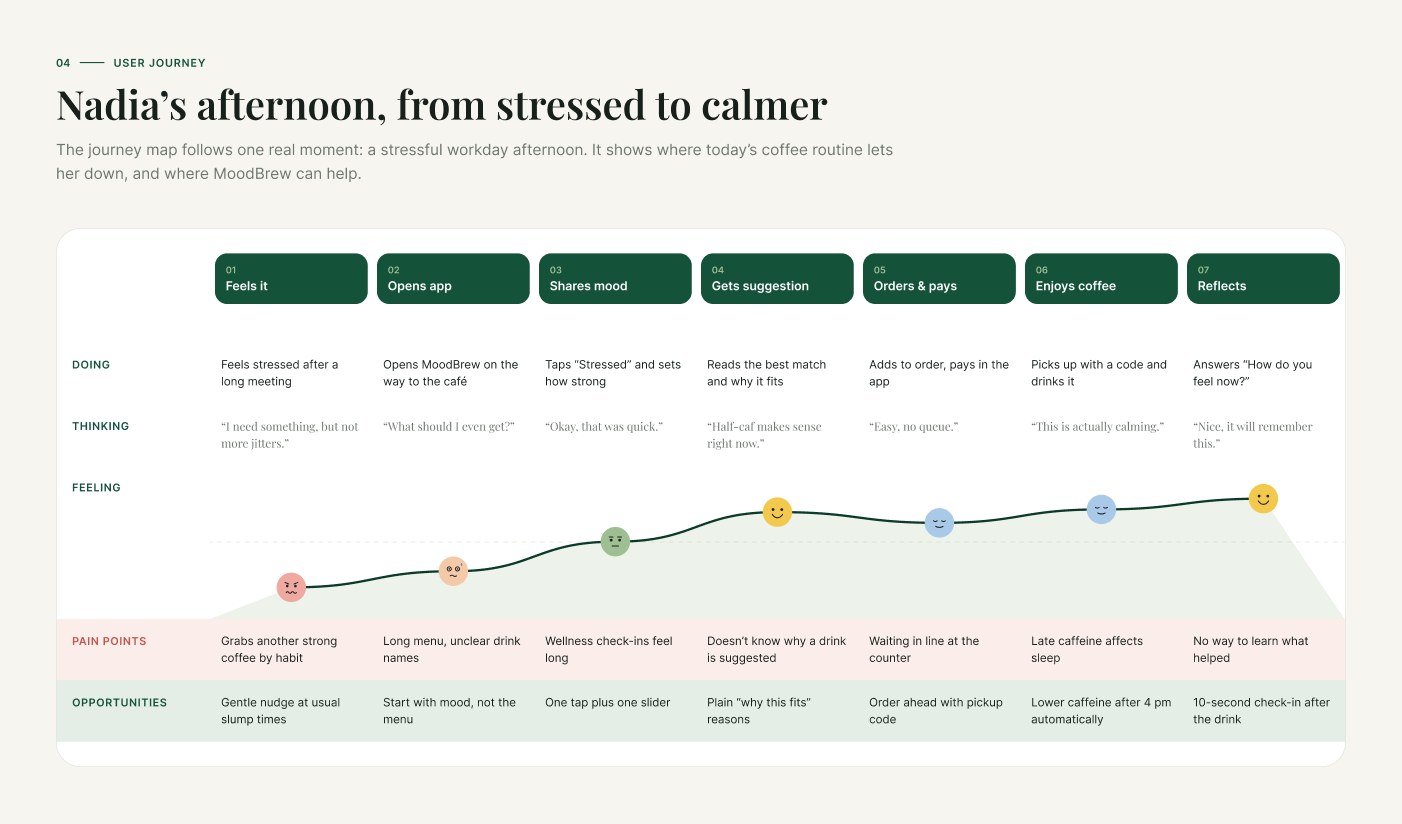 04 — USER JOURNEY
Nadia’s afternoon, from stressed to calmer
The journey map follows one real moment: a stressful workday afternoon. It shows where today’s coffee routine lets
her down, and where MoodBrew can help.
01
Feels it
02
Opens app
03
Shares mood
04
Gets suggestion
05
Orders & pays
06
Enjoys coffee
07
Reflects
DOING
Feels stressed after a
long meeting
Opens MoodBrew on the
way to the café
Taps “Stressed” and sets
how strong
Reads the best match
and why it fits
Adds to order, pays in the
app
Picks up with a code and
drinks it
Answers “How do you
feel now?”
THINKING
“I need something, but not
more jitters.”
“What should I even get?”
“Okay, that was quick.”
“Half-caf makes sense
right now.”
“Easy, no queue.”
“This is actually calming.”
“Nice, it will remember
this.”
FEELING
PAIN POINTS
Grabs another strong
coffee by habit
Long menu, unclear drink
names
Wellness check-ins feel
long
Doesn’t know why a drink
is suggested
Waiting in line at the
counter
Late caffeine affects
sleep
No way to learn what
helped
OPPORTUNITIES
Gentle nudge at usual
slump times
Start with mood, not the
menu
One tap plus one slider
Plain “why this fits”
reasons
Order ahead with pickup
code
Lower caffeine after 4 pm
automatically
10-second check-in after
the drink